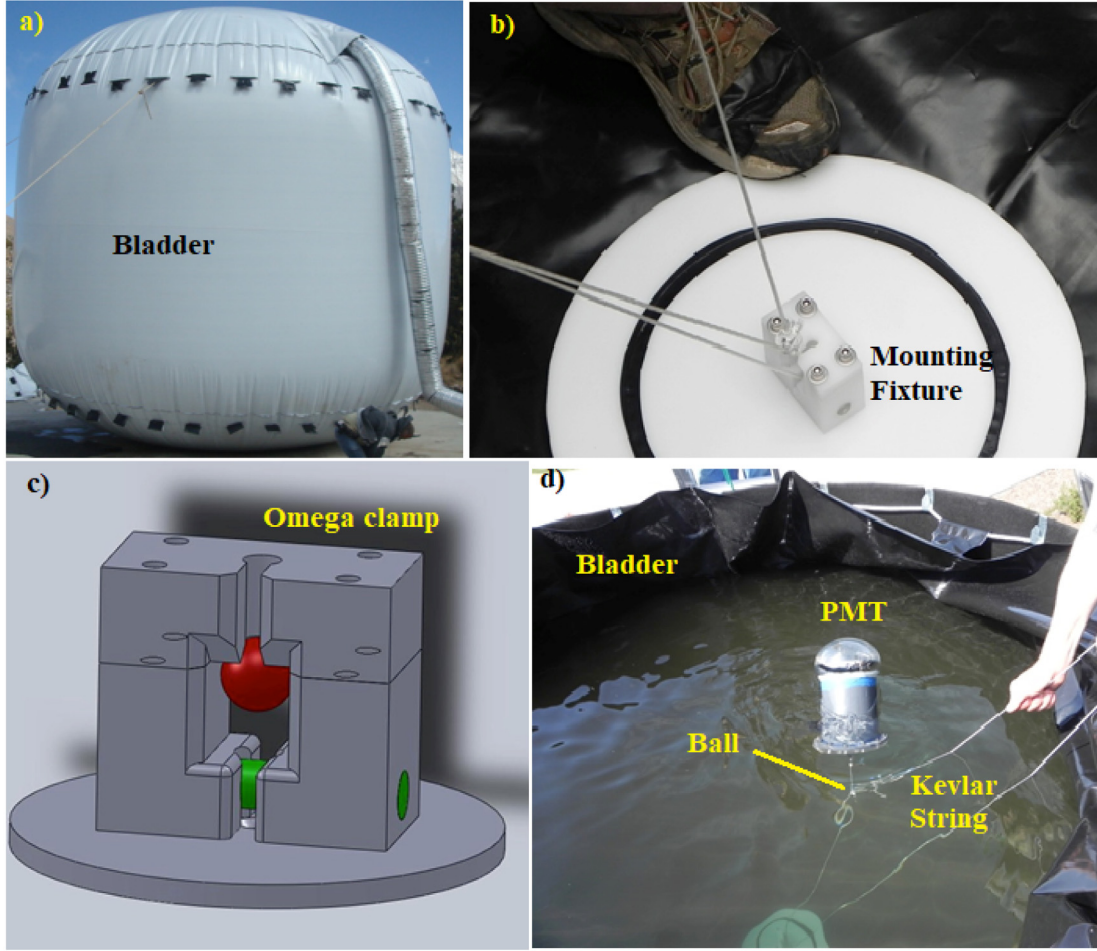 a)
Bladder
b)
Mounting
Fixture
c)
Omega clamp
d)
Bladder
PMT
Ball
Kevlar
String